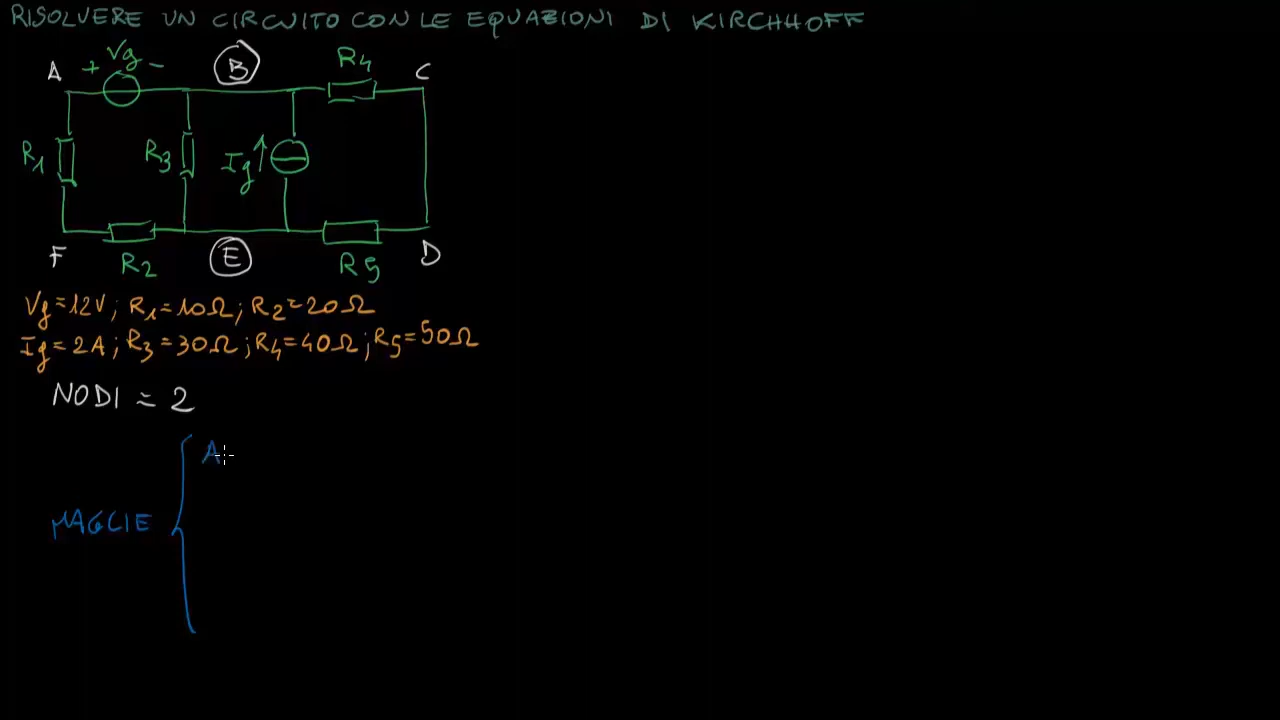 RISOLVERE UN CIRCUITO CON LE EQUAZIONI DI KIRCHHOFF
A + Vg - B R4 C
R1 R3 Ig
F R2 E R5 D
Vg=12V; R1=10Ω; R2=20Ω
Ig=2A; R3=30Ω; R4=40Ω; R5=50Ω
NODI = 2
A
MAGLIE